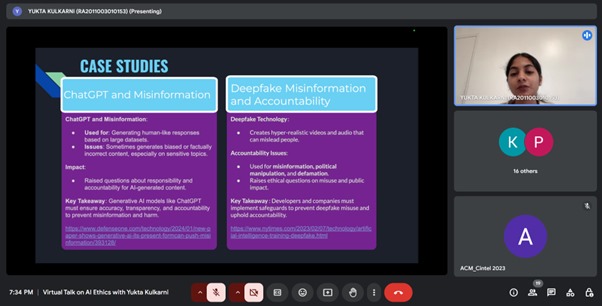 Y YUKTA KULKARNI (RA2011003010153) (Presenting)
CASE STUDIES
ChatGPT and Misinformation
ChatGPT and Misinformation:
Used for: Generating human-like responses
based on large datasets.
Issues: Sometimes generates biased or factually
incorrect content, especially on sensitive topics.
Impact:
Raised questions about responsibility and
accountability for AI-generated content.
Key Takeaway: Generative AI models like ChatGPT
must ensure accuracy, transparency, and accountability
to prevent misinformation and harm.
https://www.defenseone.com/technology/2024/01/new-p
aper-shows-generative-ai-its-present-formcan-push-misi
nformation/393128/
Deepfake Misinformation
and Accountability
Deepfake Technology:
Creates hyper-realistic videos and audio that
can mislead people.
Accountability Issues:
Used for misinformation, political
manipulation, and defamation.
Raises ethical questions on misuse and public
impact.
Key Takeaway: Developers and companies must
implement safeguards to prevent deepfake misuse and
uphold accountability.
https://www.nytimes.com/2023/02/07/technology/artific
ial-intelligence-training-deepfake.html
YUKTA KULKARNI
K P
16 others
A
ACM_Cintel 2023
7:34 PM | Virtual Talk on AI Ethics with Yukta Kulkarni
19